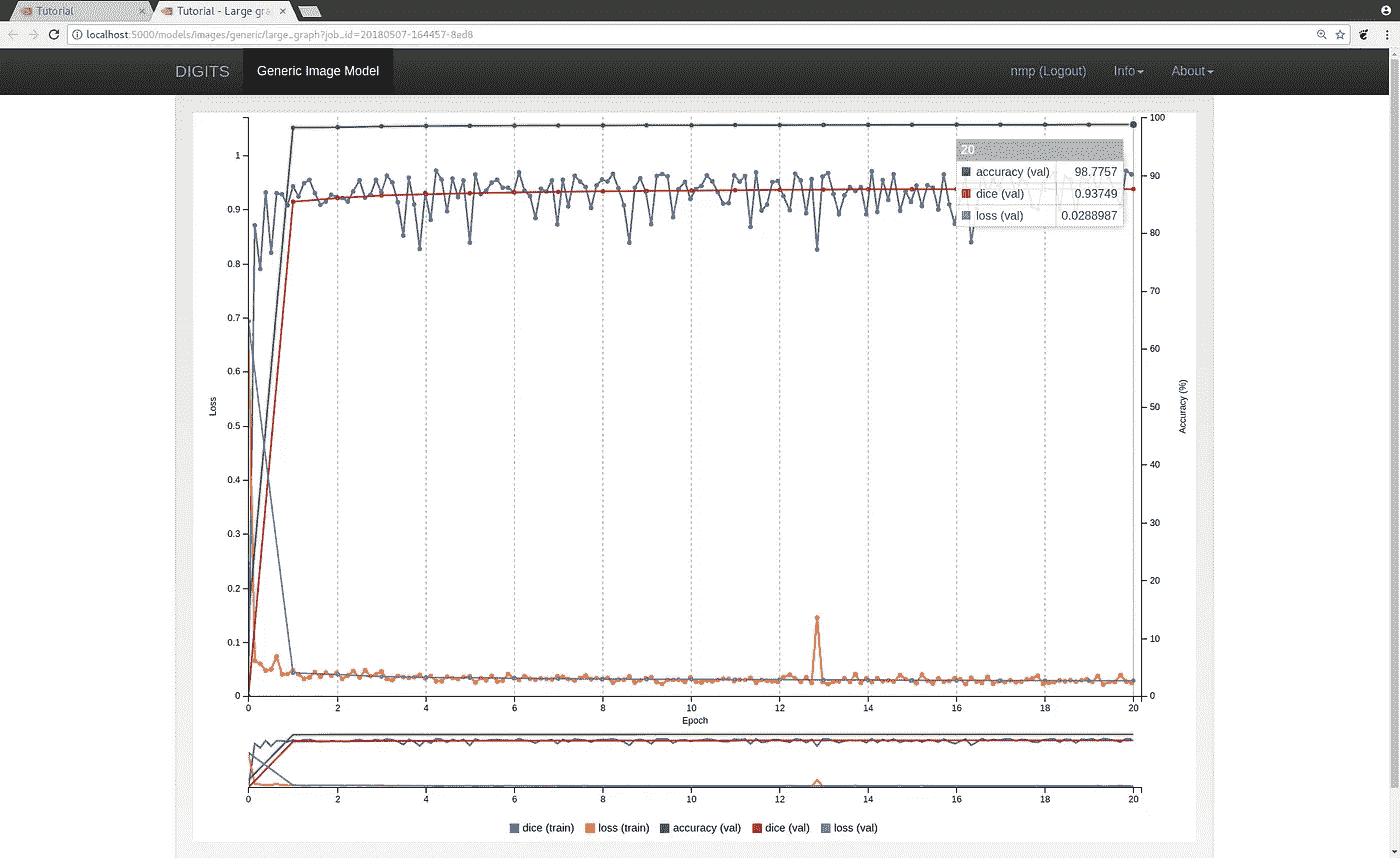 Tutorial
Tutorial - Large gra
localhost:5000/models/images/generic/large_graph?job_id=20180507-164457-8ed8
DIGITS Generic Image Model nmp (Logout) Info About
1
0.9
0.8
0.7
0.6
0.5
0.4
0.3
0.2
0.1
0
Loss
100
90
80
70
60
50
40
30
20
10
0
Accuracy (%)
20
accuracy (val) 98.7757
dice (val) 0.93749
loss (val) 0.0288987
0 2 4 6 8 10 12 14 16 18 20
Epoch
0 2 4 6 8 10 12 14 16 18 20
dice (train) loss (train) accuracy (val) dice (val) loss (val)